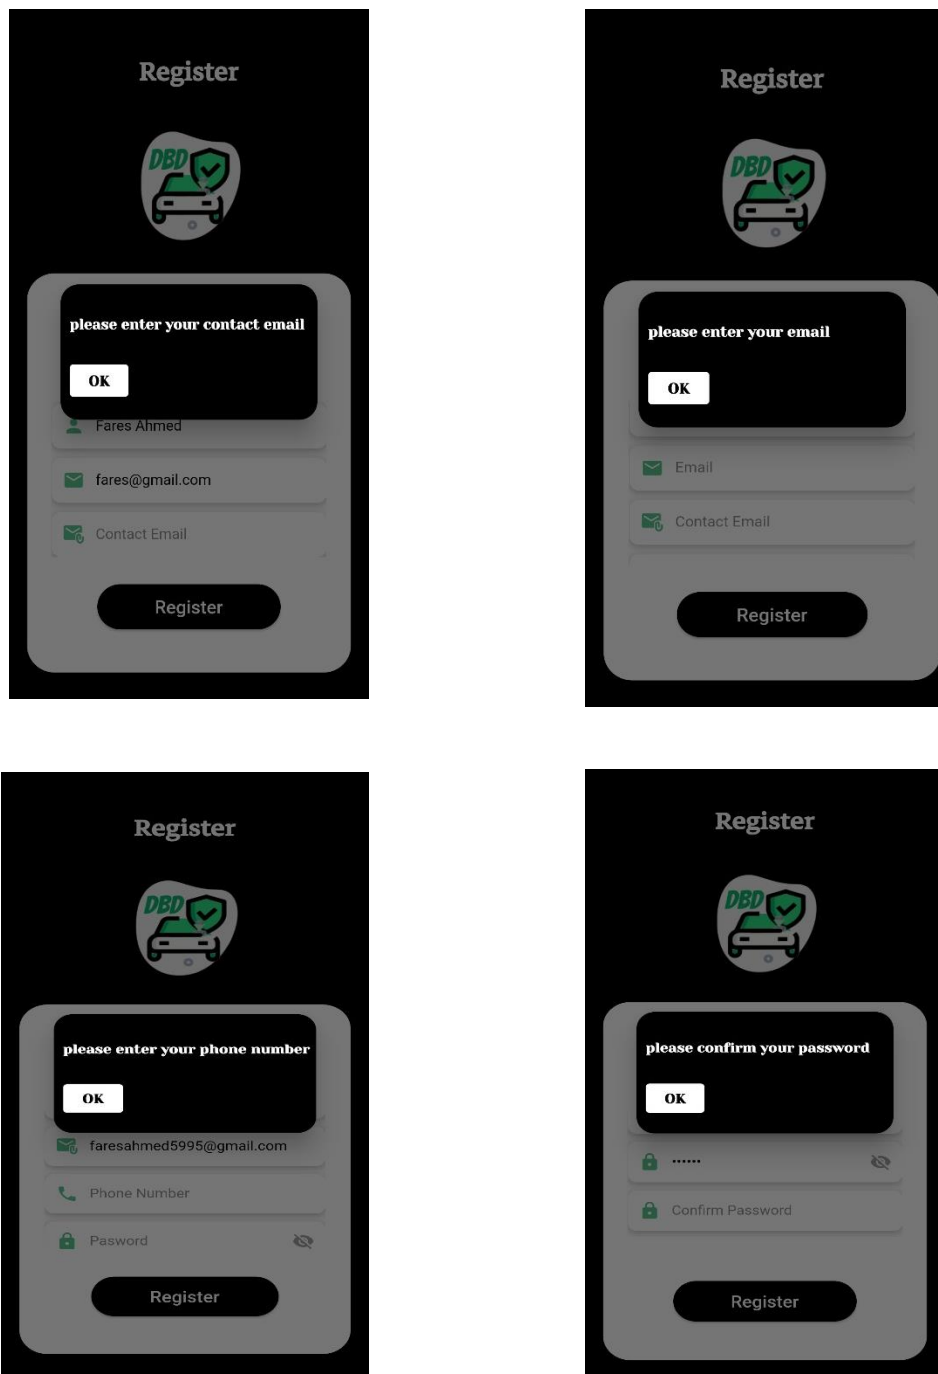 Register
DBD
please enter your contact email
OK
Fares Ahmed
fares@gmail.com
Contact Email
Register
Register
DBD
please enter your email
OK
Email
Contact Email
Register
Register
DBD
please enter your phone number
OK
faresahmed5995@gmail.com
Phone Number
Pasword
Register
Register
DBD
please confirm your password
OK
••••••
Confirm Password
Register